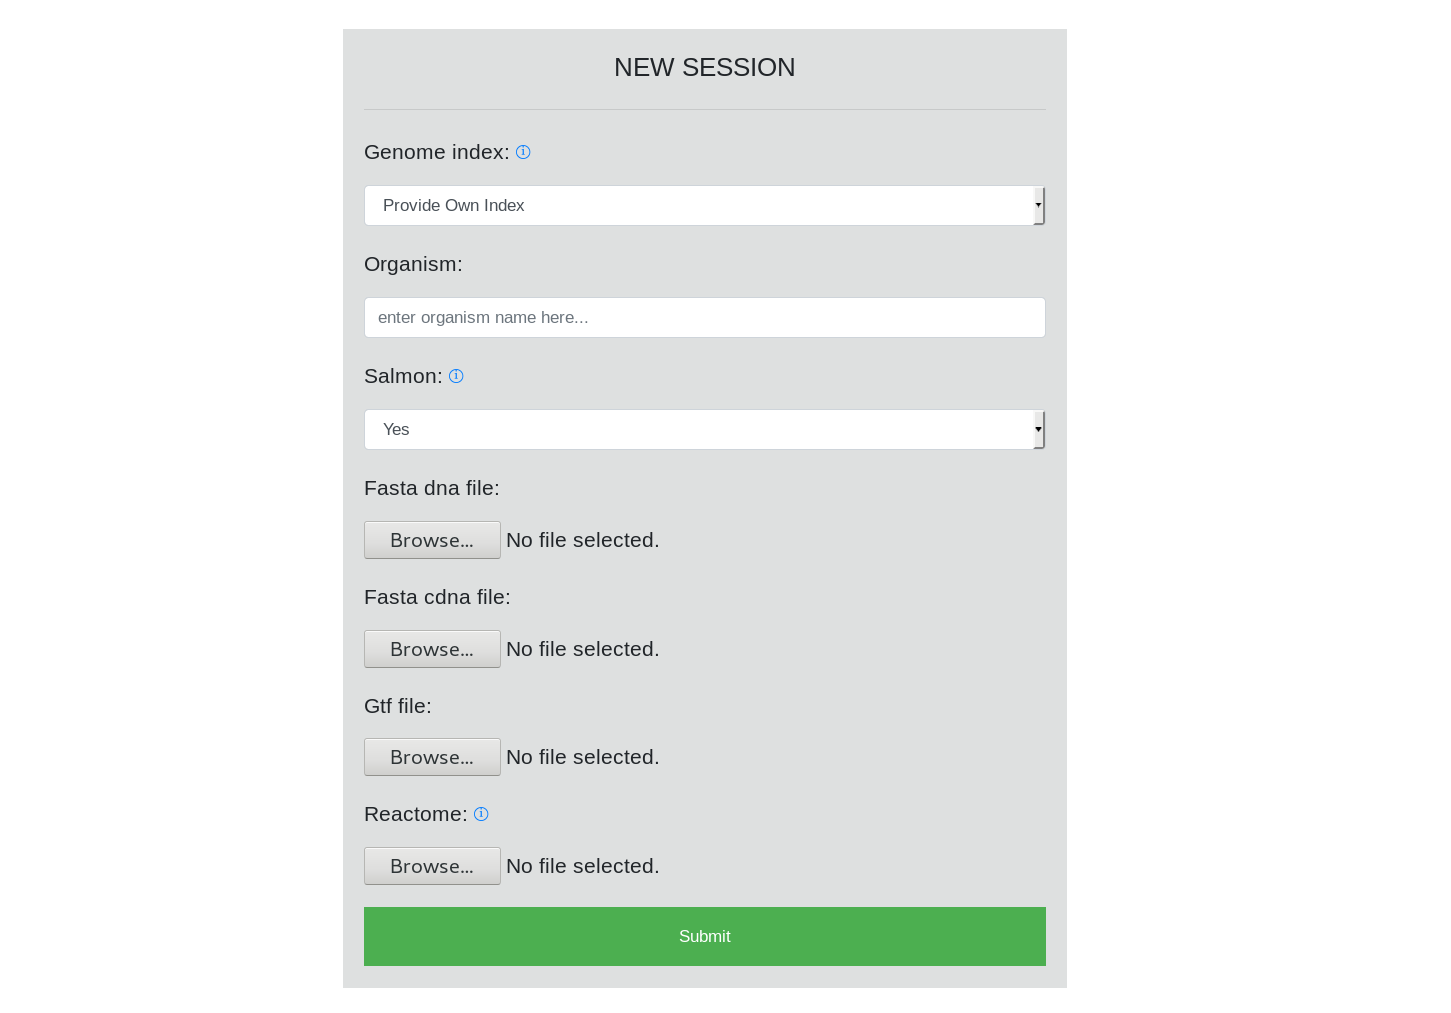 NEW SESSION
Genome index:
Provide Own Index
Organism:
enter organism name here...
Salmon:
Yes
Fasta dna file:
Browse... No file selected.
Fasta cdna file:
Browse... No file selected.
Gtf file:
Browse... No file selected.
Reactome:
Browse... No file selected.
Submit